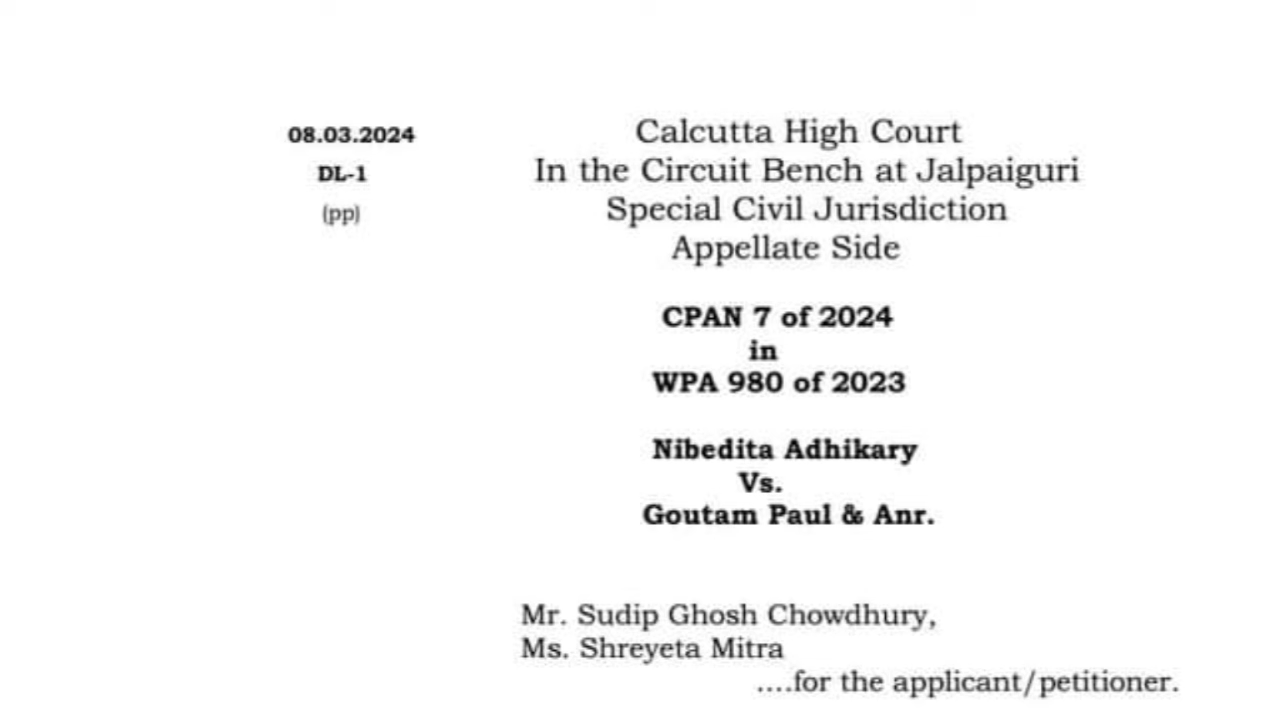 08.03.2024
DL-1
(pp)
Calcutta High Court
In the Circuit Bench at Jalpaiguri
Special Civil Jurisdiction
Appellate Side
CPAN 7 of 2024
in
WPA 980 of 2023
Nibedita Adhikary
Vs.
Goutam Paul & Anr.
Mr. Sudip Ghosh Chowdhury,
Ms. Shreyeta Mitra
....for the applicant/petitioner.